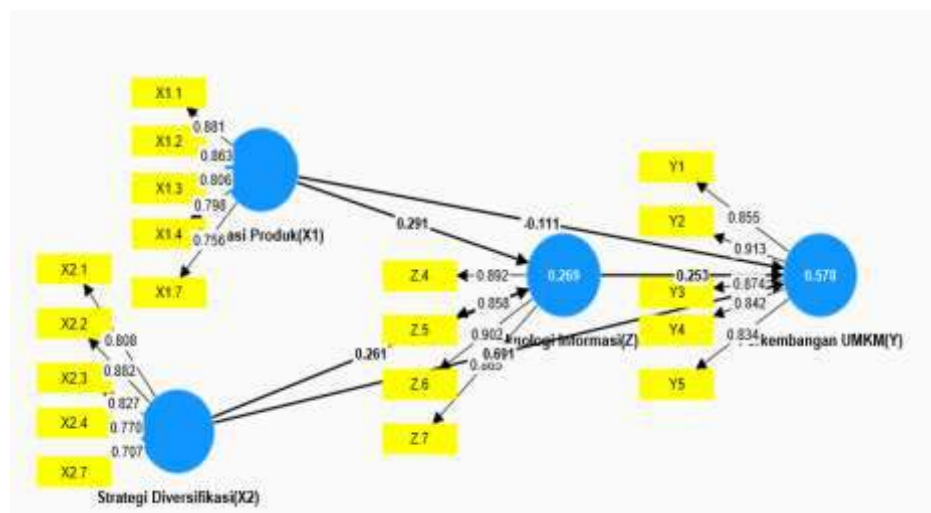 X1.1
0.881
X1.2
0.863
X1.3
0.806
0.798
X1.4
0.756
asi Produk(X1)
X1.7
X2.1
X2.2
0.808
0.882
X2.3
0.827
X2.4
0.770
0.707
X2.7
Strategi Diversifikasi(X2)
0.291
-0.111
0.261
0.253
0.691
Z.4
0.892
0.269
Z.5
0.858
0.902
knologi Informasi(Z)
Z.6
Z.7
Y1
0.855
Y2
0.913
0.578
Y3
0.874
0.842
Y4
0.834
kembangan UMKM(Y)
Y5